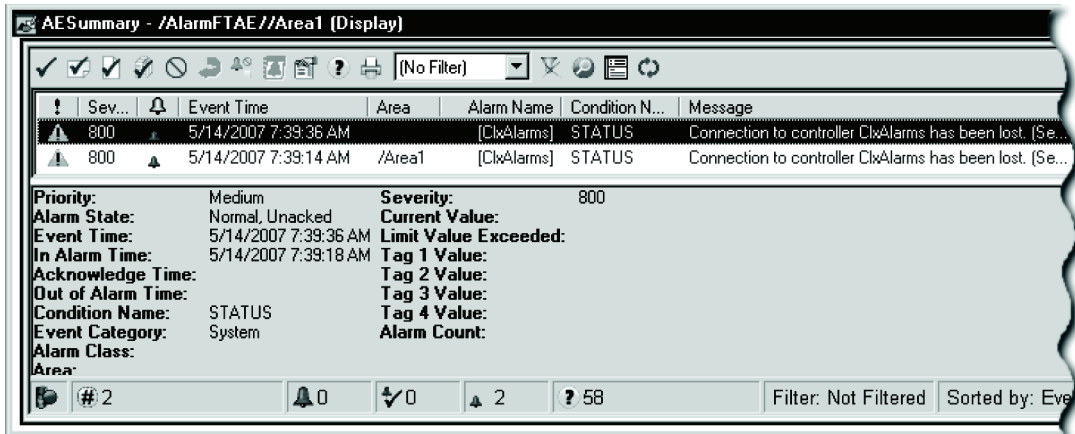 AESummary - /AlarmFTAE//Area1 (Display)
(No Filter)
! Sev... Event Time Area Alarm Name Condition N... Message
800 5/14/2007 7:39:36 AM [ClxAlarms] STATUS Connection to controller ClxAlarms has been lost. (Se...
800 5/14/2007 7:39:14 AM /Area1 [ClxAlarms] STATUS Connection to controller ClxAlarms has been lost. (Se...
Priority: Medium Severity: 800
Alarm State: Normal, Unacked Current Value:
Event Time: 5/14/2007 7:39:36 AM Limit Value Exceeded:
In Alarm Time: 5/14/2007 7:39:18 AM Tag 1 Value:
Acknowledge Time: Tag 2 Value:
Out of Alarm Time: Tag 3 Value:
Condition Name: STATUS Tag 4 Value:
Event Category: System Alarm Count:
Alarm Class:
Area:
# 2 0 0 2 ? 58 Filter: Not Filtered Sorted by: Eve